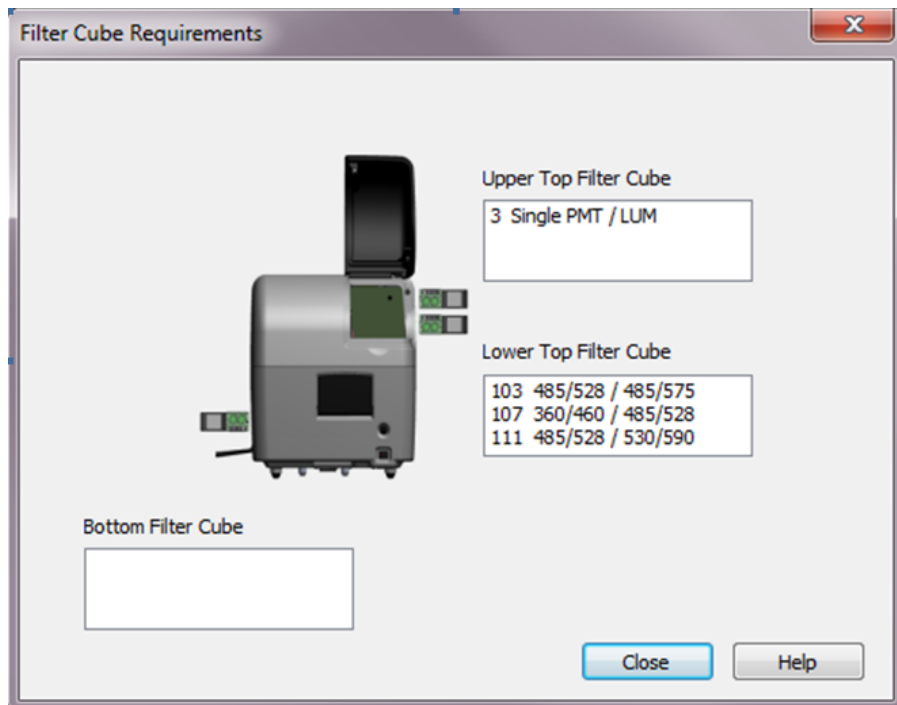 Filter Cube Requirements
Upper Top Filter Cube
3 Single PMT / LUM
Lower Top Filter Cube
103 485/528 / 485/575
107 360/460 / 485/528
111 485/528 / 530/590
Bottom Filter Cube
Close
Help